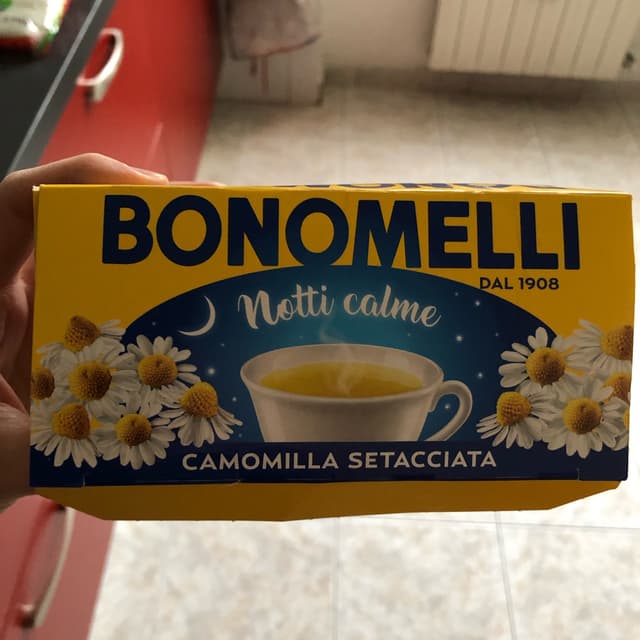 BONOMELLI
DAL 1908
Notti calme
CAMOMILLA SETACCIATA